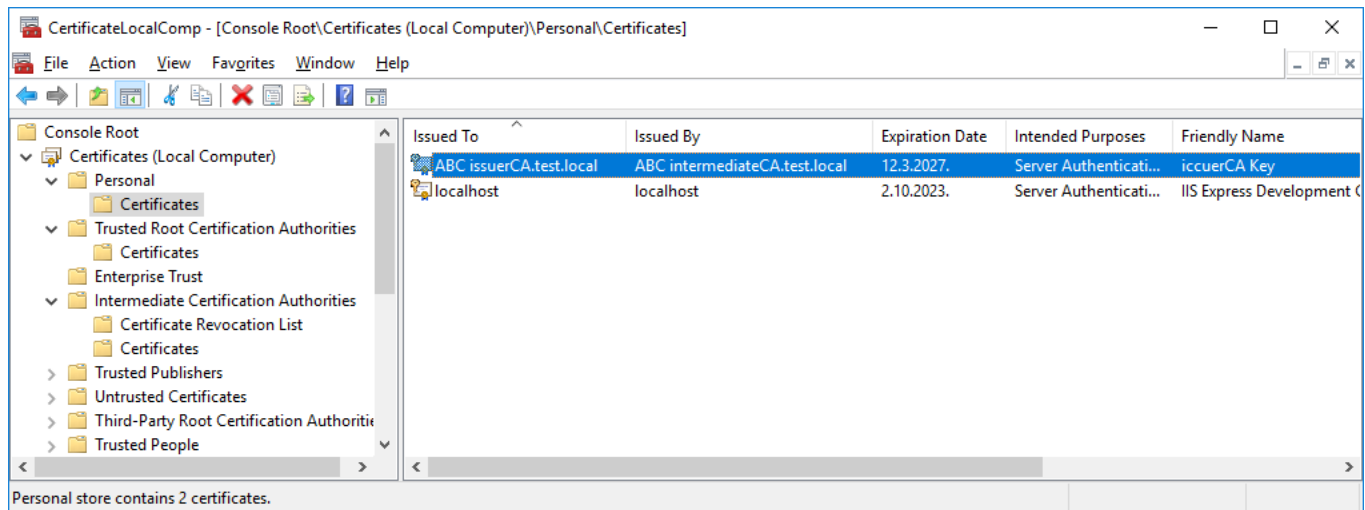 CertificateLocalComp - [Console Root\Certificates (Local Computer)\Personal\Certificates]
File Action View Favorites Window Help
Console Root
Certificates (Local Computer)
Personal
Certificates
Trusted Root Certification Authorities
Certificates
Enterprise Trust
Intermediate Certification Authorities
Certificate Revocation List
Certificates
Trusted Publishers
Untrusted Certificates
Third-Party Root Certification Authoritie
Trusted People
Issued To Issued By Expiration Date Intended Purposes Friendly Name
ABC issuerCA.test.local ABC intermediateCA.test.local 12.3.2027. Server Authenticati... iccuerCA Key
localhost localhost 2.10.2023. Server Authenticati... IIS Express Development
Personal store contains 2 certificates.